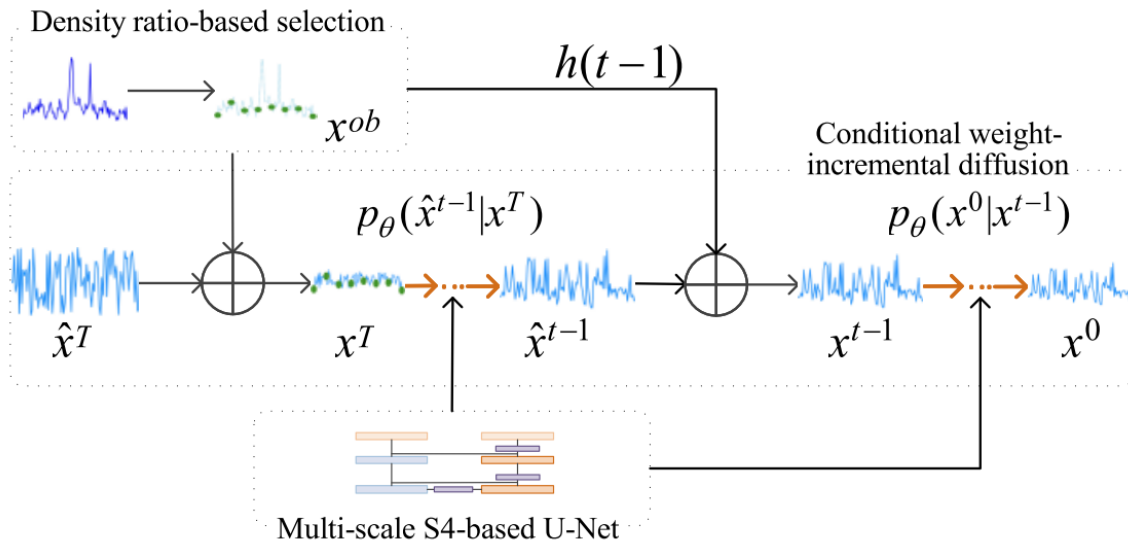 Density ratio-based selection
h(t−1)
x^{ob}
Conditional weight-
incremental diffusion
p_θ(x̂^{t−1}|x^T)
p_θ(x^0|x^{t−1})
...
...
x̂^T
x^T
x̂^{t−1}
x^{t−1}
x^0
Multi-scale S4-based U-Net